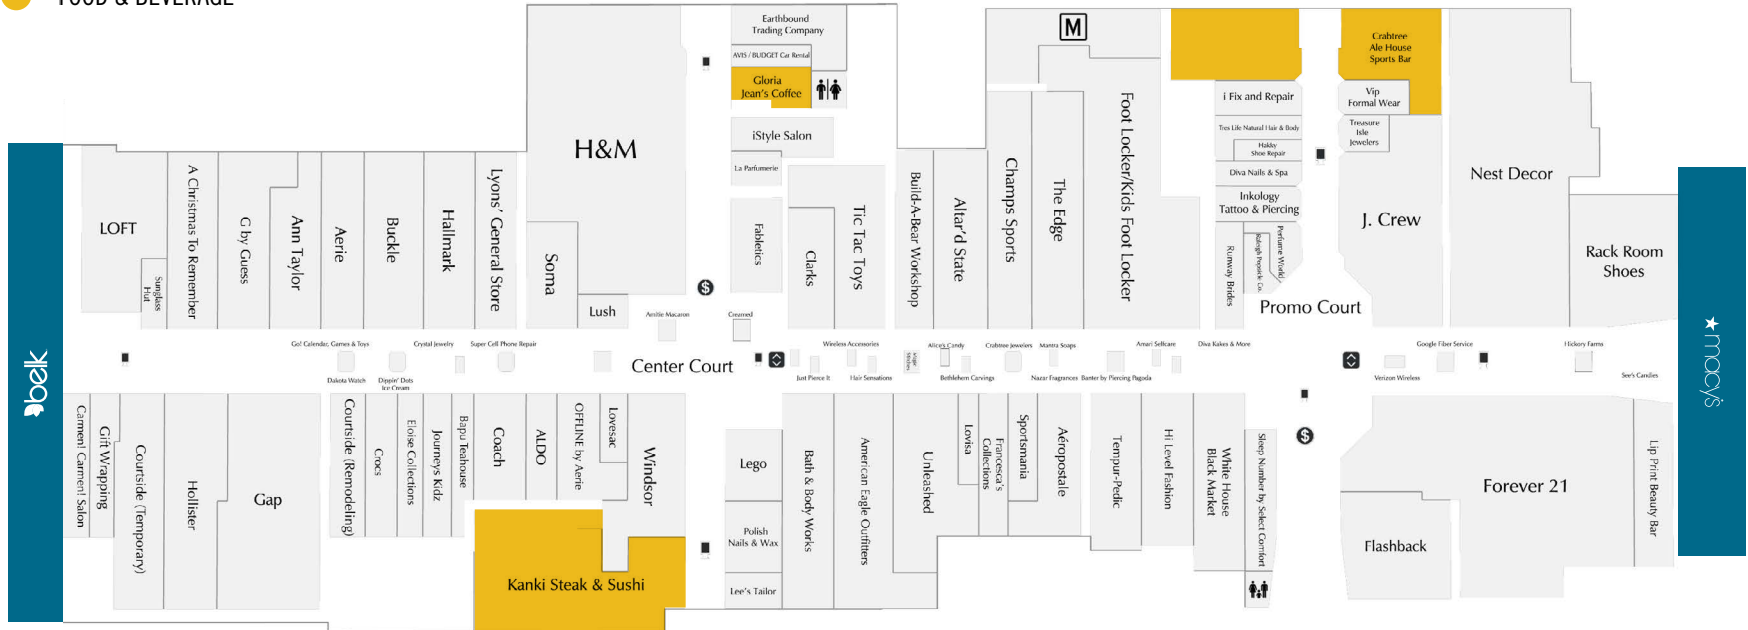 FOOD & BEVERAGE
Earthbound
Trading Company
AVIS / BUDGET Car Rental
Gloria
Jean's Coffee
iStyle Salon
La Parfumerie
Fabletics
H&M
Soma
Lush
LOFT
Sunglass
Hut
A Christmas To Remember
C by Guess
Ann Taylor
Aerie
Buckle
Hallmark
Lyons' General Store
Clarks
Tic Tac Toys
Build-A-Bear Workshop
Altar'd State
Champs Sports
The Edge
Foot Locker/Kids Foot Locker
M
i Fix and Repair
Tres Life Natural Hair & Body
Hakky
Shoe Repair
Diva Nails & Spa
Inkology
Tattoo & Piercing
Runway Brides
Raleigh Popsicle Co.
Perfume World
Crabtree
Ale House
Sports Bar
Vip
Formal Wear
Treasure
Isle
Jewelers
J. Crew
Nest Decor
Rack Room
Shoes
Promo Court
$
Amitie Macaron
Creamed
belk
Go! Calendar, Games & Toys
Crystal Jewelry
Super Cell Phone Repair
Dakota Watch
Dippin' Dots
Ice Cream
Center Court
Wireless Accessories
Just Pierce It
Hair Sensations
Magic
Stitches
Alice's Candy
Bethlehem Carvings
Crabtree Jewelers
Mantra Soaps
Nazar Fragrances
Banter by Piercing Pagoda
Amari Selfcare
Diva Kakes & More
Google Fiber Service
Verizon Wireless
Hickory Farms
See's Candies
macy's
Carmen! Carmen! Salon
Gift Wrapping
Courtside (Temporary)
Hollister
Gap
Courtside (Remodeling)
Crocs
Eloise Collections
Journeys Kidz
Bapu Teahouse
Coach
ALDO
OFFLINE by Aerie
Lovesac
Windsor
Kanki Steak & Sushi
Lego
Polish
Nails & Wax
Lee's Tailor
Bath & Body Works
American Eagle Outfitters
Unleashed
Lovisa
Francesca's
Collections
Sportsmania
Aéropostale
Tempur-Pedic
Hi Level Fashion
White House
Black Market
Sleep Number by Select Comfort
$
Forever 21
Flashback
Lip Print Beauty Bar